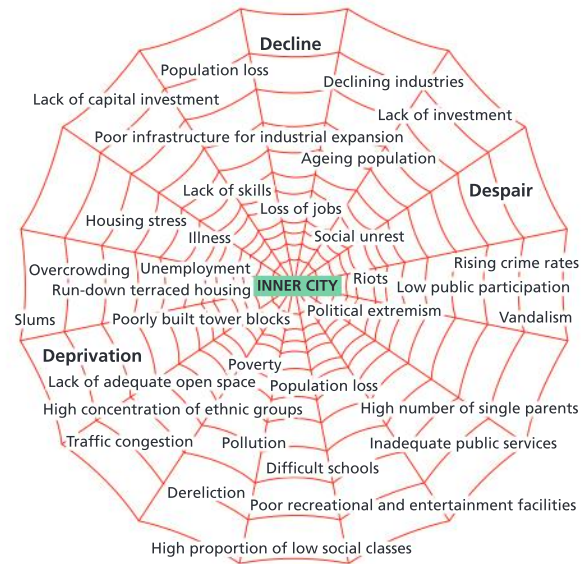 Decline
Population loss
Declining industries
Lack of capital investment
Lack of investment
Poor infrastructure for industrial expansion
Ageing population
Lack of skills
Despair
Loss of jobs
Housing stress
Illness
Social unrest
Overcrowding
Unemployment
Rising crime rates
Riots
Run-down terraced housing
INNER CITY
Low public participation
Slums
Poorly built tower blocks
Political extremism
Vandalism
Deprivation
Poverty
Lack of adequate open space
Population loss
High concentration of ethnic groups
High number of single parents
Traffic congestion
Pollution
Inadequate public services
Difficult schools
Dereliction
Poor recreational and entertainment facilities
High proportion of low social classes